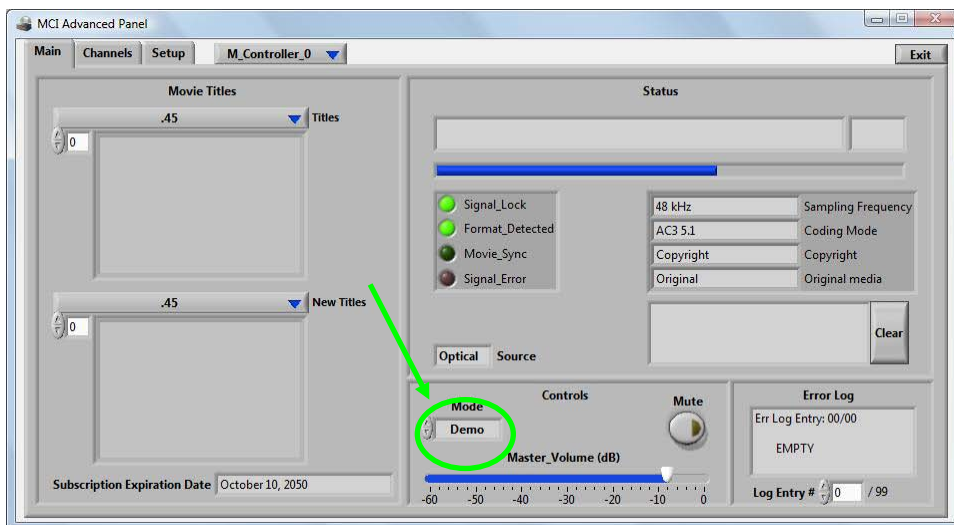 MCI Advanced Panel
Main
Channels
Setup
M_Controller_0
Exit
Movie Titles
.45
Titles
0
.45
New Titles
0
Subscription Expiration Date
October 10, 2050
Status
Signal_Lock
Format_Detected
Movie_Sync
Signal_Error
48 kHz
Sampling Frequency
AC3 5.1
Coding Mode
Copyright
Copyright
Original
Original media
Clear
Optical
Source
Controls
Mode
Demo
Mute
Master_Volume (dB)
-60 -50 -40 -30 -20 -10 0
Error Log
Err Log Entry: 00/00
EMPTY
Log Entry # 0 / 99